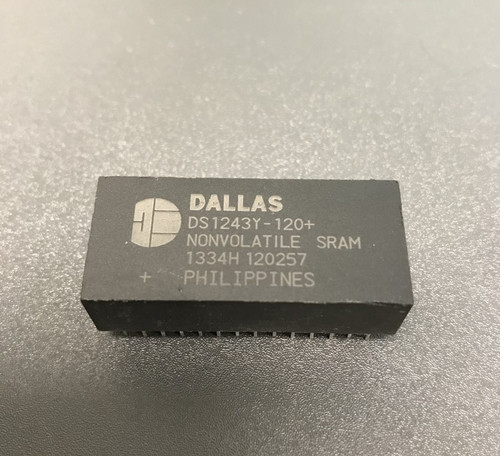 DALLAS
DS1243Y-120+
NONVOLATILE SRAM
1334H 120257
+ PHILIPPINES